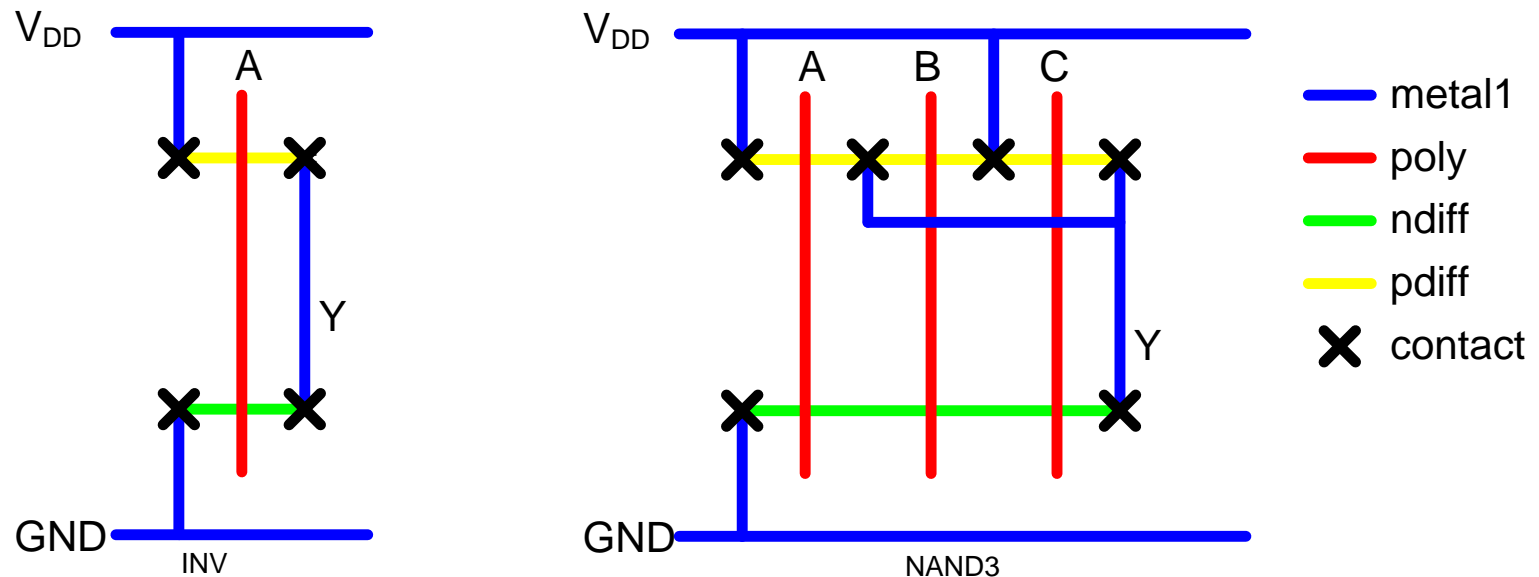 VDD
A
Y
GND
INV
VDD
A B C
Y
GND
NAND3
metal1
poly
ndiff
pdiff
contact